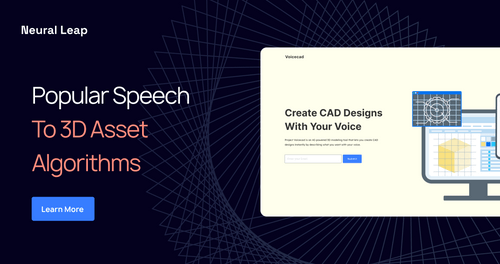 Neural Leap
Popular Speech
To 3D Asset
Algorithms
Learn More
Voicecad
Create CAD Designs
With Your Voice